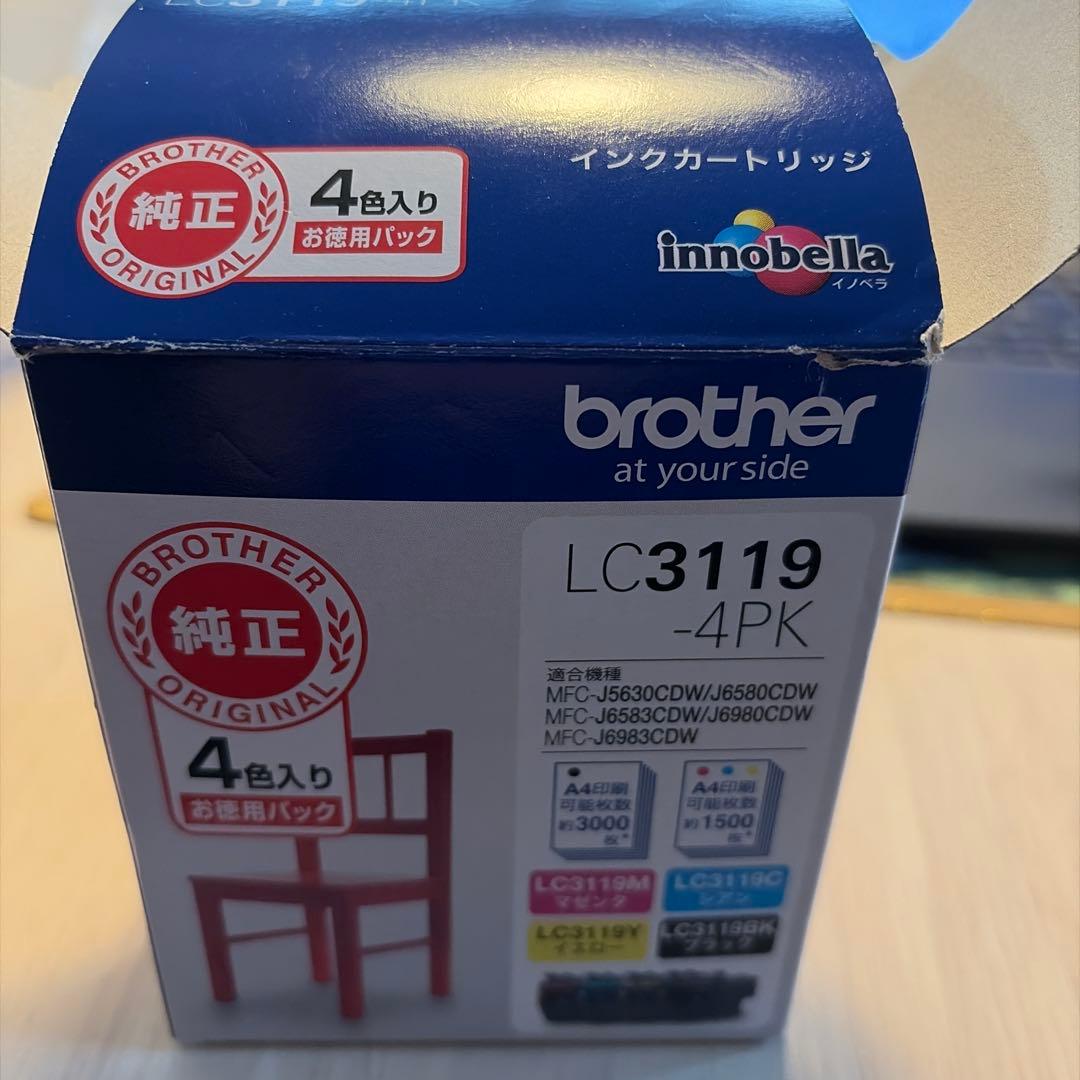 LC3119-4PK
BROTHER
純正
ORIGINAL
4色入り
お徳用パック
インクカートリッジ
innobella
イノベラ
brother
at your side
BROTHER
純正
ORIGINAL
4色入り
お徳用パック
LC3119
-4PK
適合機種
MFC-J5630CDW/J6580CDW
MFC-J6583CDW/J6980CDW
MFC-J6983CDW
A4印刷
可能枚数
約3000
枚*
A4印刷
可能枚数
約1500
枚*
LC3119M
マゼンタ
LC3119C
シアン
LC3119Y
イエロー
LC3119BK
ブラック